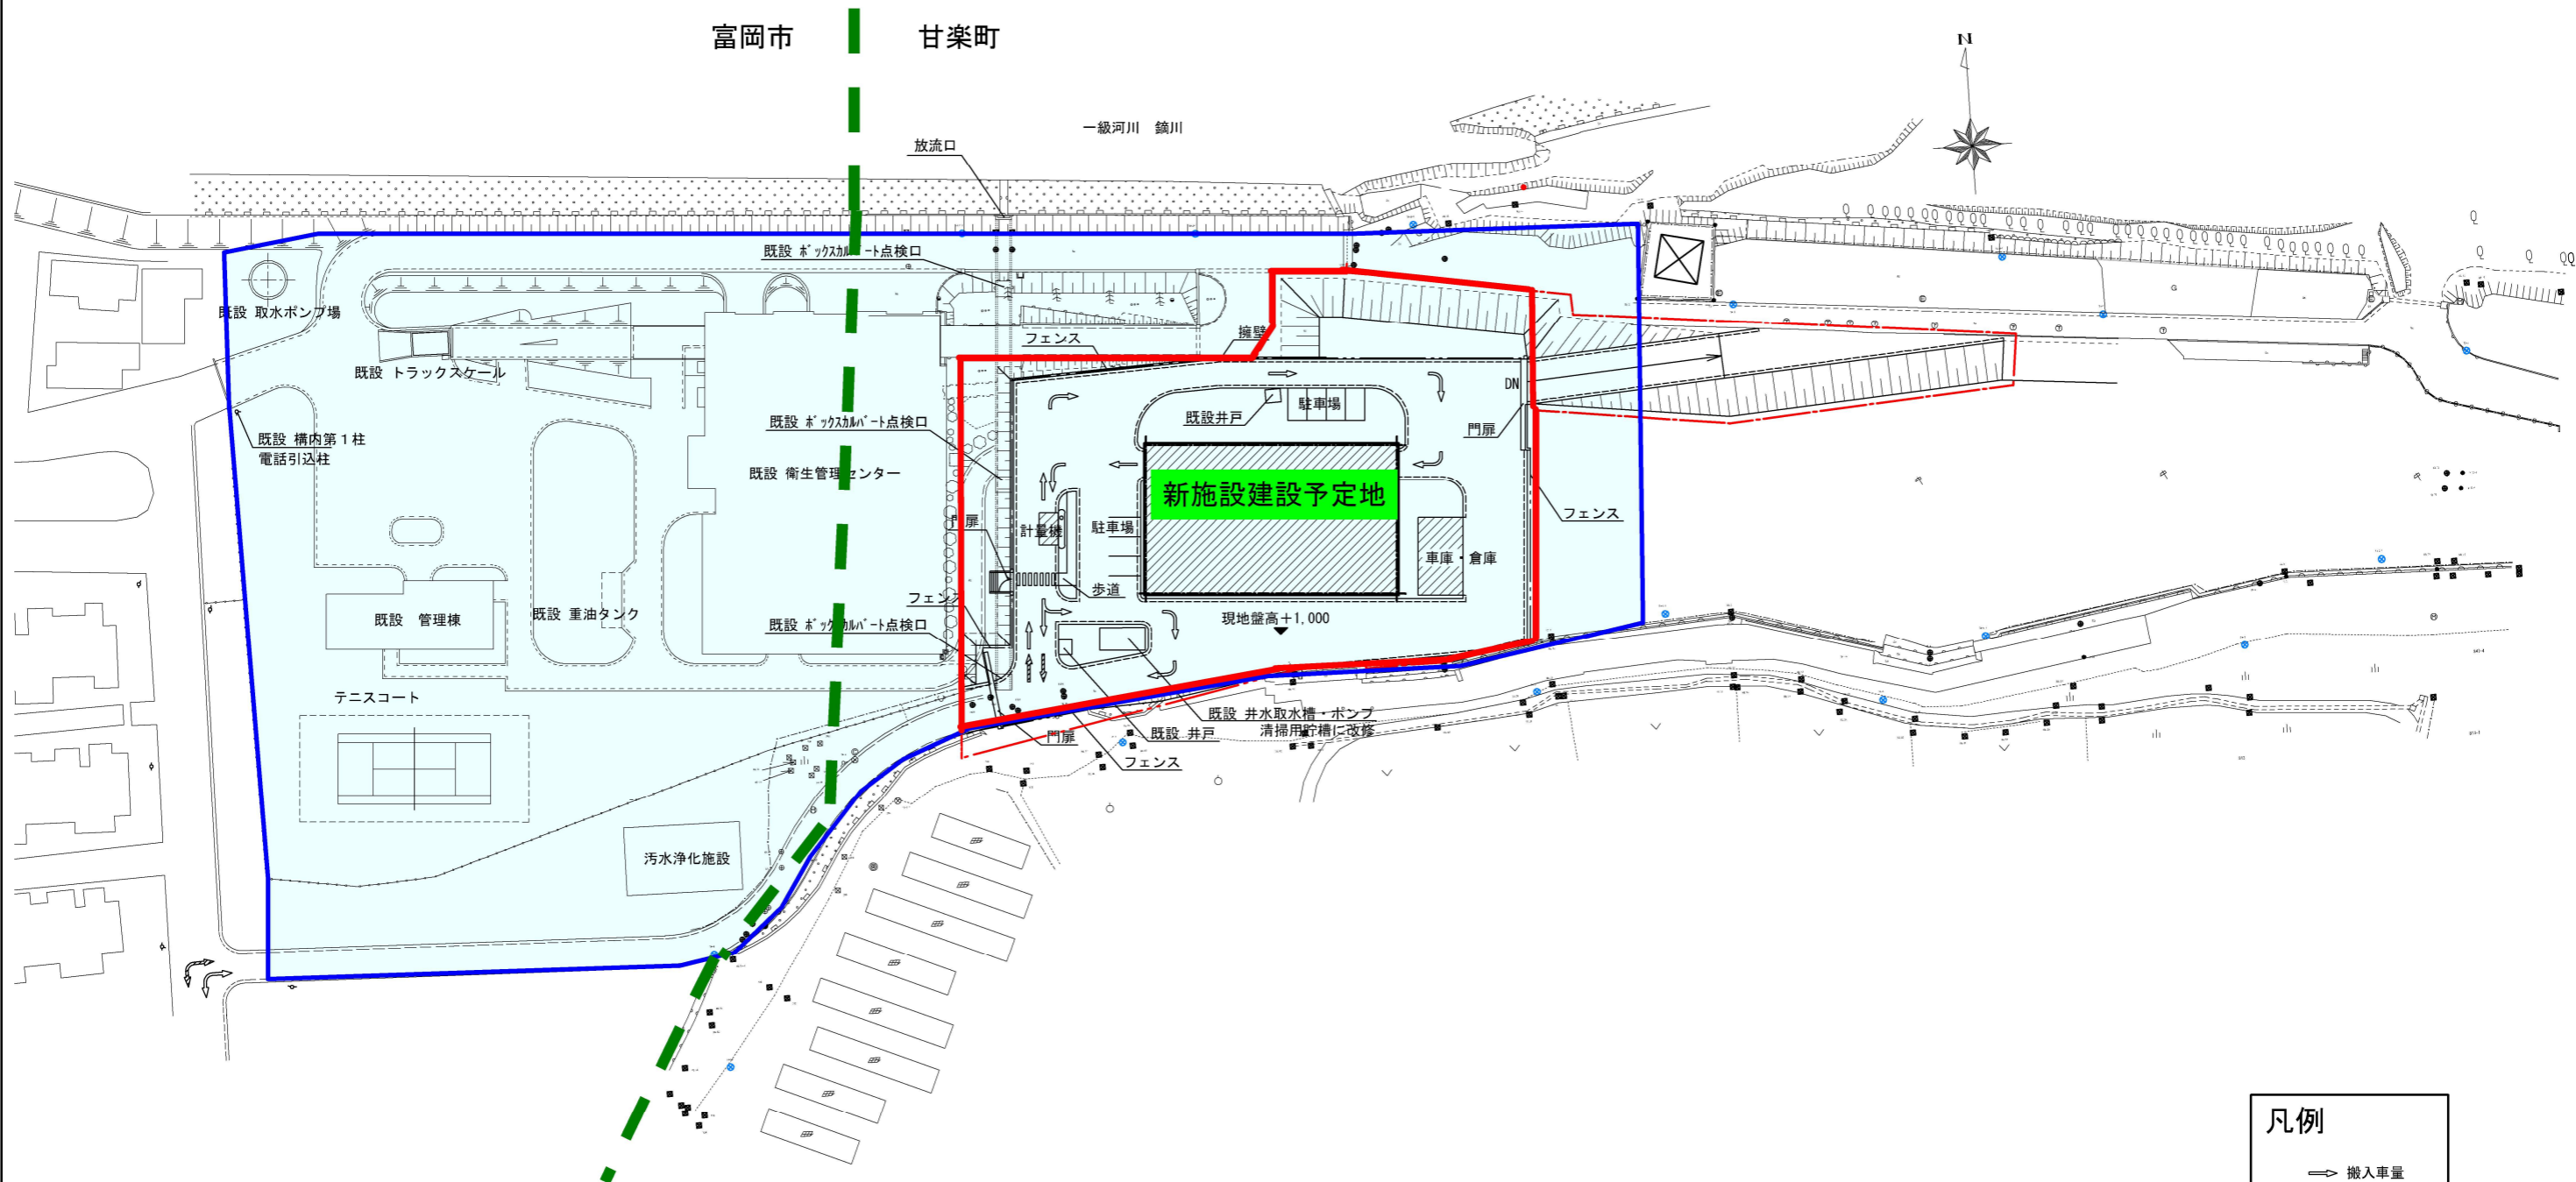 富岡市
甘楽町
N
一級河川 鏑川
放流口
既設 ボックスカルバート点検口
既設 取水ポンプ場
擁壁
フェンス
既設 トラックスケール
DN
駐車場
既設井戸
既設 ボックスカルバート点検口
門扉
既設 構内第1柱
電話引込柱
既設 衛生管理センター
新施設建設予定地
フェンス
門扉
計量機
駐車場
車庫・倉庫
歩道
フェンス
既設 管理棟
既設 重油タンク
既設 ボックスカルバート点検口
現地盤高+1,000
テニスコート
既設 井水取水槽・ポンプ
清掃用貯槽に改修
門扉
既設 井戸
フェンス
汚水浄化施設
凡例
搬入車量